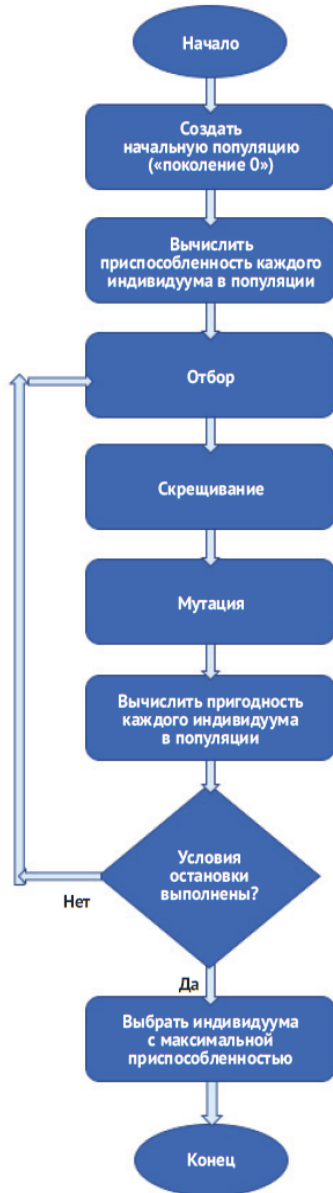 Начало
Создать
начальную популяцию
(«поколение 0»)
Вычислить
приспособленность каждого
индивидуума в популяции
Отбор
Скрещивание
Мутация
Вычислить пригодность
каждого индивидуума
в популяции
Условия
остановки
выполнены?
Нет
Да
Выбрать индивидуума
с максимальной
приспособленностью
Конец